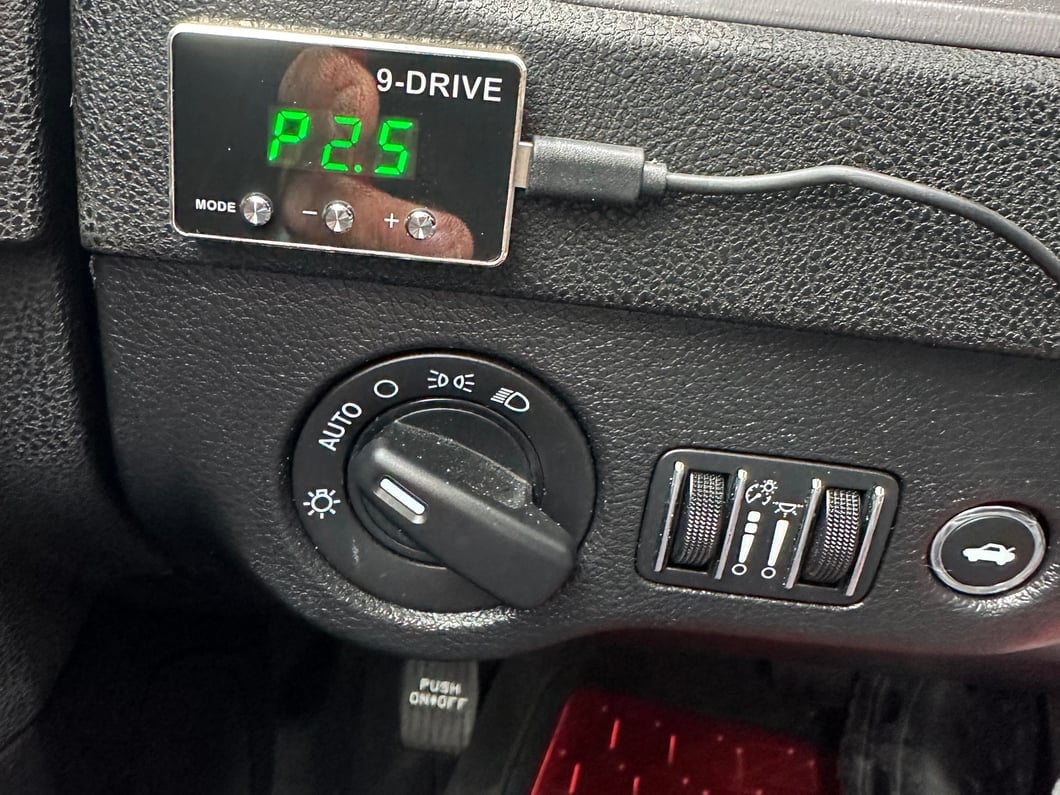 9-DRIVE
P2.5
MODE - +
AUTO
PUSH
ON•OFF